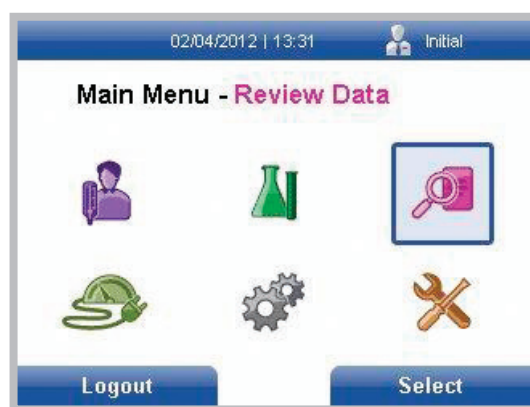 02/04/2012 | 13:31 Initial
Main Menu - Review Data
Logout Select